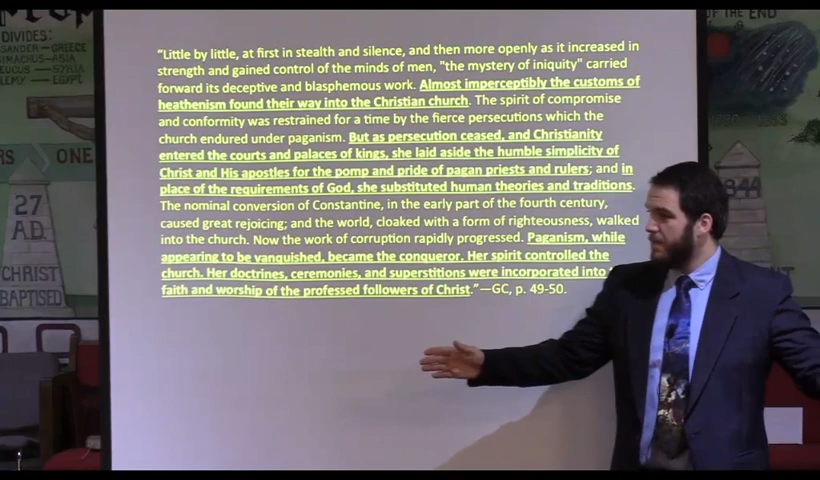 DIVIDES:
SSANDER—GREECE
SIMACHUS—ASIA
EUCUS—SYRIA
LEMY—EGYPT
RS
ONE
27
A.D.
CHRIST
BAPTISED
"Little by little, at first in stealth and silence, and then more openly as it increased in
strength and gained control of the minds of men, "the mystery of iniquity" carried
forward its deceptive and blasphemous work. Almost imperceptibly the customs of
heathenism found their way into the Christian church. The spirit of compromise
and conformity was restrained for a time by the fierce persecutions which the
church endured under paganism. But as persecution ceased, and Christianity
entered the courts and palaces of kings, she laid aside the humble simplicity of
Christ and His apostles for the pomp and pride of pagan priests and rulers; and in
place of the requirements of God, she substituted human theories and traditions.
The nominal conversion of Constantine, in the early part of the fourth century,
caused great rejoicing; and the world, cloaked with a form of righteousness, walked
into the church. Now the work of corruption rapidly progressed. Paganism, while
appearing to be vanquished, became the conqueror. Her spirit controlled the
church. Her doctrines, ceremonies, and superstitions were incorporated into
faith and worship of the professed followers of Christ."—GC, p. 49-50.
OF THE END
844